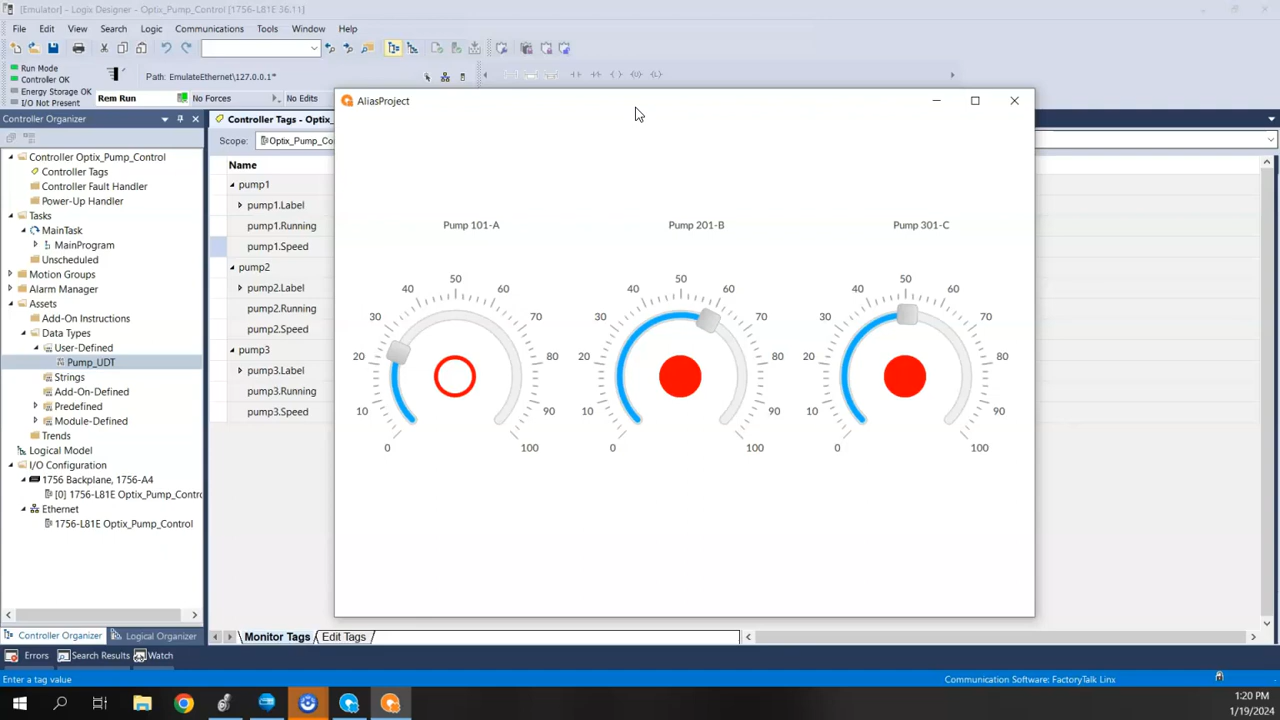 [Emulator] - Logix Designer - Optix_Pump_Control [1756-L81E 36.11]
File Edit View Search Logic Communications Tools Window Help
Run Mode
Controller OK
Energy Storage OK
I/O Not Present
Path: EmulateEthernet\127.0.0.1*
Rem Run
No Forces
No Edits
Controller Organizer
Controller Optix_Pump_Control
Controller Tags
Controller Fault Handler
Power-Up Handler
Tasks
MainTask
MainProgram
Unscheduled
Motion Groups
Alarm Manager
Assets
Add-On Instructions
Data Types
User-Defined
Pump_UDT
Strings
Add-On-Defined
Predefined
Module-Defined
Trends
Logical Model
I/O Configuration
1756 Backplane, 1756-A4
[0] 1756-L81E Optix_Pump_Contro
Ethernet
1756-L81E Optix_Pump_Control
Controller Organizer
Logical Organizer
Controller Tags - Optix_
Scope: Optix_Pump_Co
Name
pump1
pump1.Label
pump1.Running
pump1.Speed
pump2
pump2.Label
pump2.Running
pump2.Speed
pump3
pump3.Label
pump3.Running
pump3.Speed
AliasProject
Pump 101-A
0 10 20 30 40 50 60 70 80 90 100
Pump 201-B
0 10 20 30 40 50 60 70 80 90 100
Pump 301-C
0 10 20 30 40 50 60 70 80 90 100
Monitor Tags Edit Tags
Errors Search Results Watch
Enter a tag value
Communication Software: FactoryTalk Linx
1:20 PM
1/19/2024